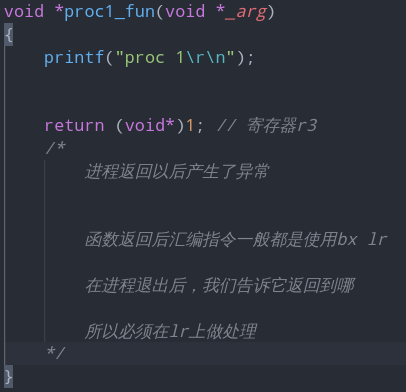 void *proc1_fun(void *_arg)
{
printf("proc 1\r\n");
return (void*)1; // 寄存器r3
/*
进程返回以后产生了异常
函数返回后汇编指令一般都是使用bx lr
在进程退出后，我们告诉它返回到哪
所以必须在lr上做处理
*/
}